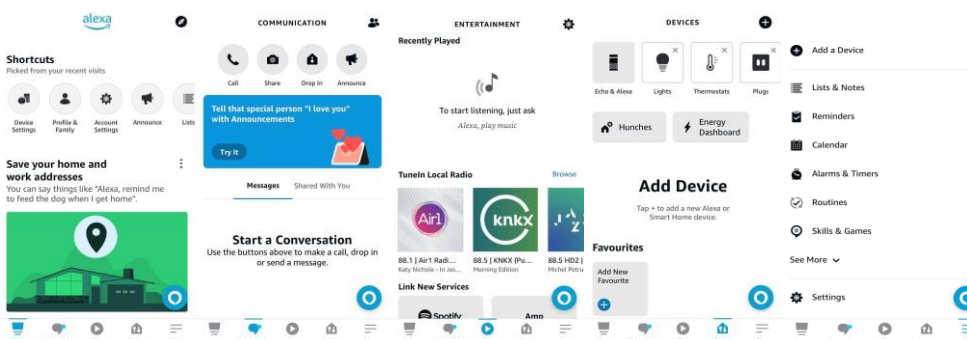 alexa
Shortcuts
Picked from your recent visits
Device Settings
Profile & Family
Account Settings
Announce
Lists
Save your home and
work addresses
You can say things like "Alexa, remind me
to feed the dog when I get home".
COMMUNICATION
Call
Share
Drop In
Announce
Tell that special person "I love you"
with Announcements
Try It
Messages
Shared With You
Start a Conversation
Use the buttons above to make a call, drop in
or send a message.
ENTERTAINMENT
Recently Played
To start listening, just ask
Alexa, play music
TuneIn Local Radio
Browse
Air1
knkx
88.1 | Air1 Radi...
Katy Nichole - In Jes...
88.5 | KNKX (Pu...
Morning Edition
88.5 HD2 |
Michel Petru
Link New Services
Spotify
Amp
DEVICES
Echo & Alexa
Lights
Thermostats
Plugs
Hunches
Energy
Dashboard
Add Device
Tap + to add a new Alexa or
Smart Home device.
Favourites
Add New
Favourite
Add a Device
Lists & Notes
Reminders
Calendar
Alarms & Timers
Routines
Skills & Games
See More
Settings